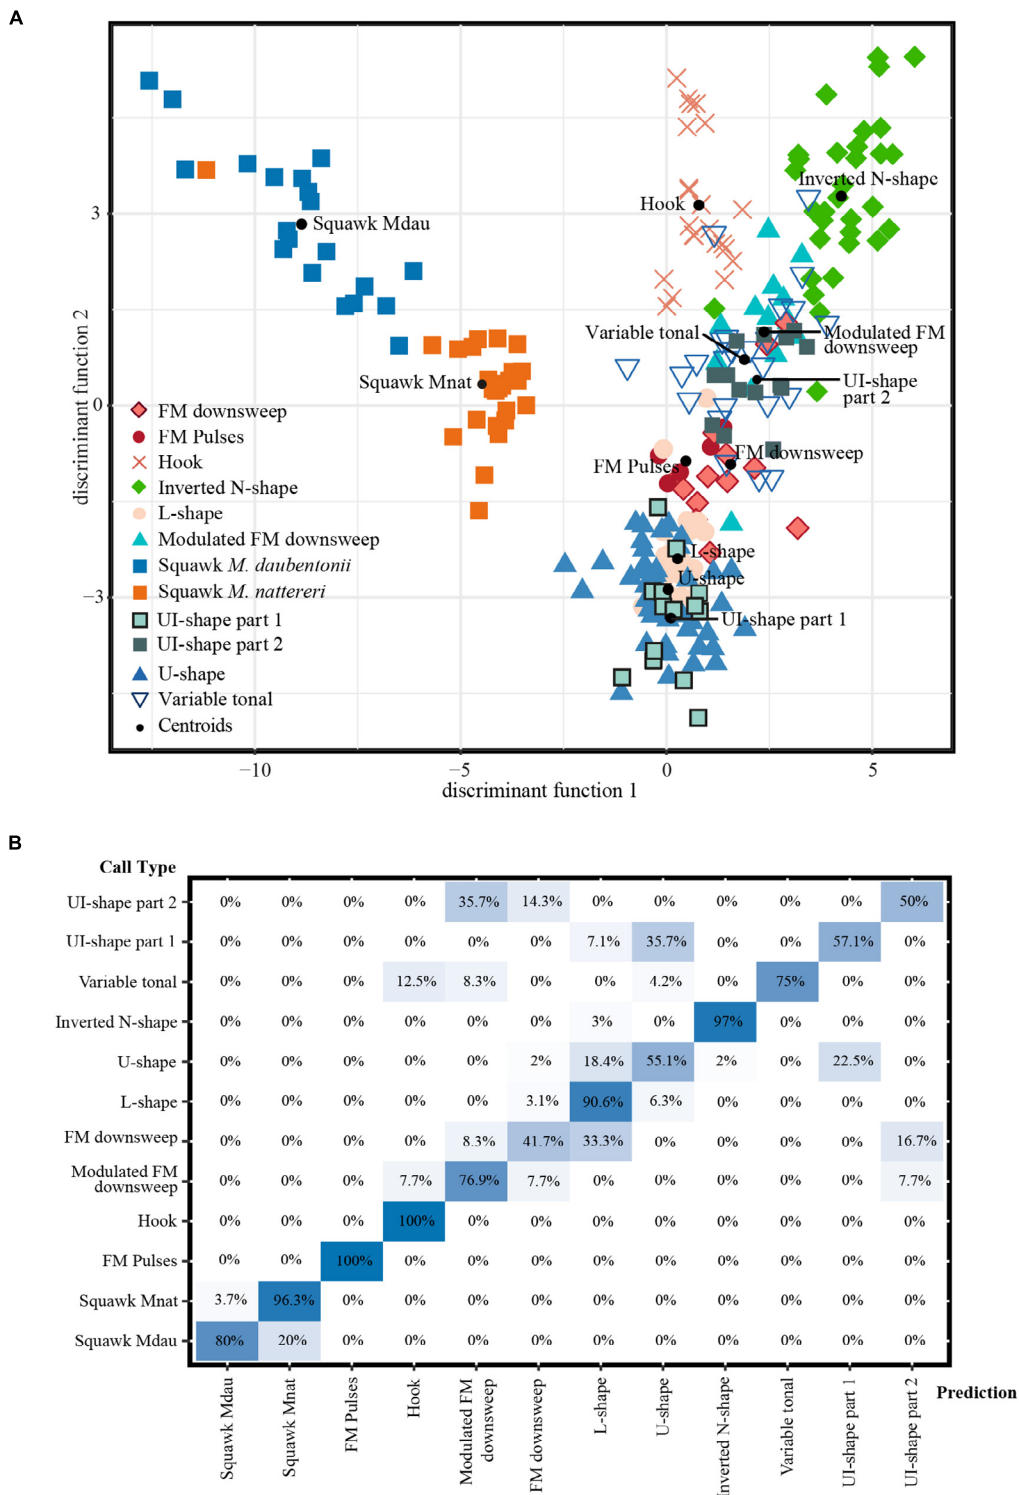 A
Inverted N-shape
Hook
Squawk Mdau
Variable tonal
Modulated FM
downsweep
Squawk Mnat
UI-shape
part 2
FM downsweep
FM Pulses
L-shape
U-shape
UI-shape part 1
FM downsweep
FM Pulses
Hook
Inverted N-shape
L-shape
Modulated FM downsweep
Squawk M. daubentonii
Squawk M. nattereri
UI-shape part 1
UI-shape part 2
U-shape
Variable tonal
Centroids
3
0
−3
discriminant function 2
−10 −5 0 5
discriminant function 1
B
Call Type
UI-shape part 2 0% 0% 0% 0% 35.7% 14.3% 0% 0% 0% 0% 0% 50%
UI-shape part 1 0% 0% 0% 0% 0% 0% 7.1% 35.7% 0% 0% 57.1% 0%
Variable tonal 0% 0% 0% 12.5% 8.3% 0% 0% 4.2% 0% 75% 0% 0%
Inverted N-shape 0% 0% 0% 0% 0% 0% 3% 0% 97% 0% 0% 0%
U-shape 0% 0% 0% 0% 0% 2% 18.4% 55.1% 2% 0% 22.5% 0%
L-shape 0% 0% 0% 0% 0% 3.1% 90.6% 6.3% 0% 0% 0% 0%
FM downsweep 0% 0% 0% 0% 8.3% 41.7% 33.3% 0% 0% 0% 0% 16.7%
Modulated FM
downsweep 0% 0% 0% 7.7% 76.9% 7.7% 0% 0% 0% 0% 0% 7.7%
Hook 0% 0% 0% 100% 0% 0% 0% 0% 0% 0% 0% 0%
FM Pulses 0% 0% 100% 0% 0% 0% 0% 0% 0% 0% 0% 0%
Squawk Mnat 3.7% 96.3% 0% 0% 0% 0% 0% 0% 0% 0% 0% 0%
Squawk Mdau 80% 20% 0% 0% 0% 0% 0% 0% 0% 0% 0% 0%
Squawk Mdau
Squawk Mnat
FM Pulses
Hook
Modulated FM
downsweep
FM downsweep
L-shape
U-shape
Inverted N-shape
Variable tonal
UI-shape part 1
UI-shape part 2
Prediction